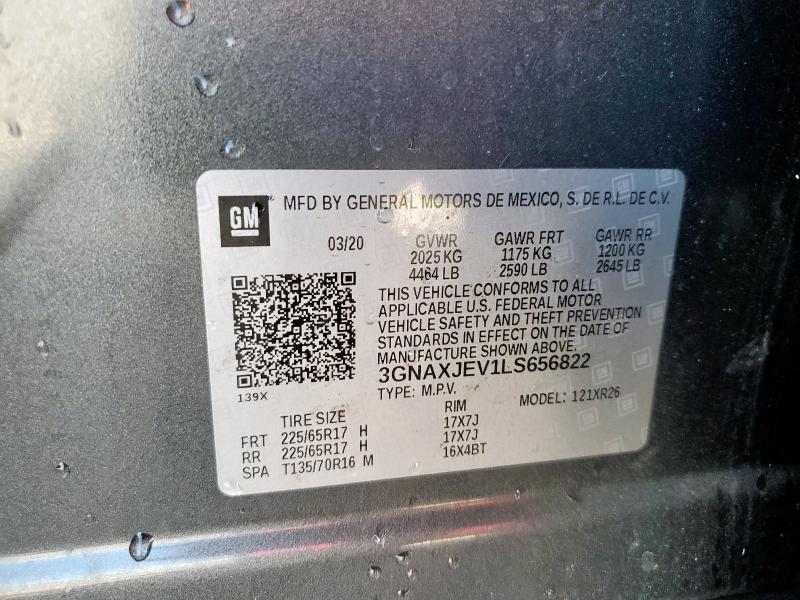 GM
MFD BY GENERAL MOTORS DE MEXICO, S. DE R.L. DE C.V.
03/20 GVWR GAWR FRT GAWR RR
2025 KG 1175 KG 1200 KG
4464 LB 2590 LB 2645 LB
THIS VEHICLE CONFORMS TO ALL
APPLICABLE U.S. FEDERAL MOTOR
VEHICLE SAFETY AND THEFT PREVENTION
STANDARDS IN EFFECT ON THE DATE OF
MANUFACTURE SHOWN ABOVE.
3GNAXJEV1LS656822
139X
TYPE: M.P.V. MODEL: 121XR26
TIRE SIZE RIM
FRT 225/65R17 H 17X7J
RR 225/65R17 H 17X7J
SPA T135/70R16 M 16X4BT